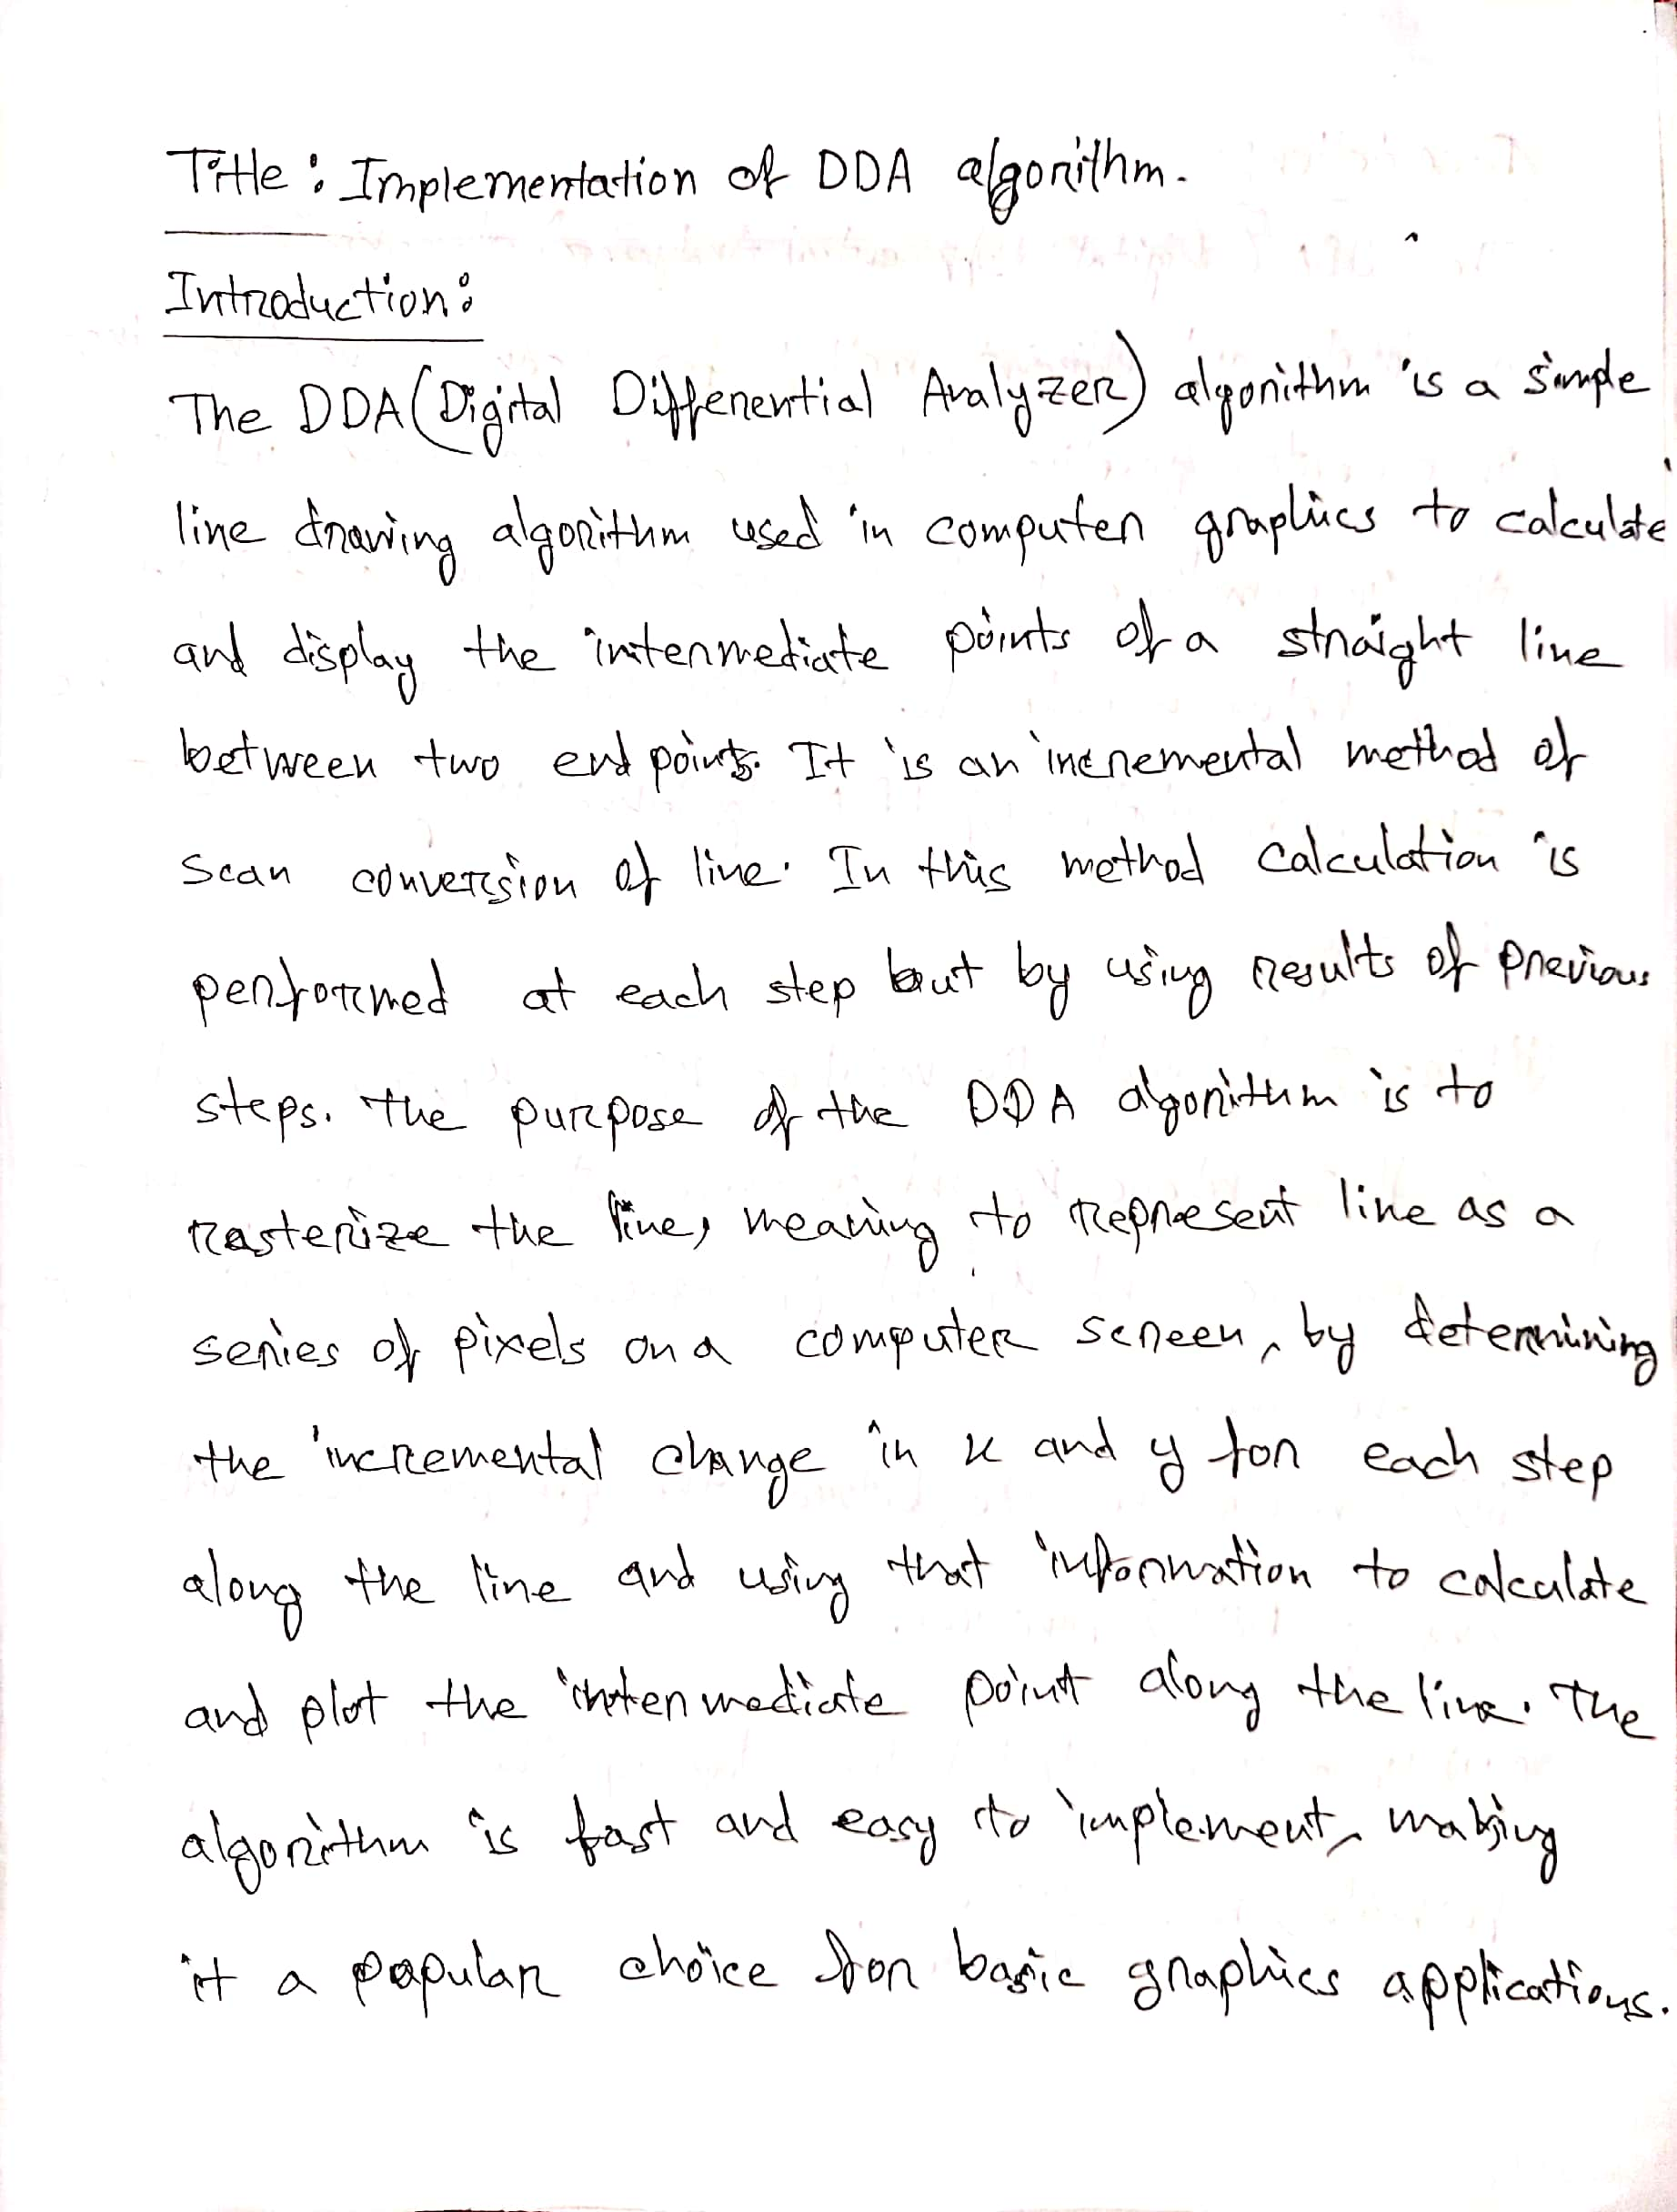 Title: Implementation of DDA algorithm.
Introduction:
The DDA (Digital Differential Analyzer) algorithm is a simple
line drawing algorithm used in computer graphics to calculate
and display the intermediate points of a straight line
between two end points. It is an incremental method of
scan conversion of line. In this method calculation is
performed at each step but by using results of previous
steps. The purpose of the DDA algorithm is to
rasterize the line, meaning to represent line as a
series of pixels on a computer screen, by determining
the incremental change in x and y for each step
along the line and using that information to calculate
and plot the intermediate point along the line. The
algorithm is fast and easy to implement, making
it a popular choice for basic graphics applications.